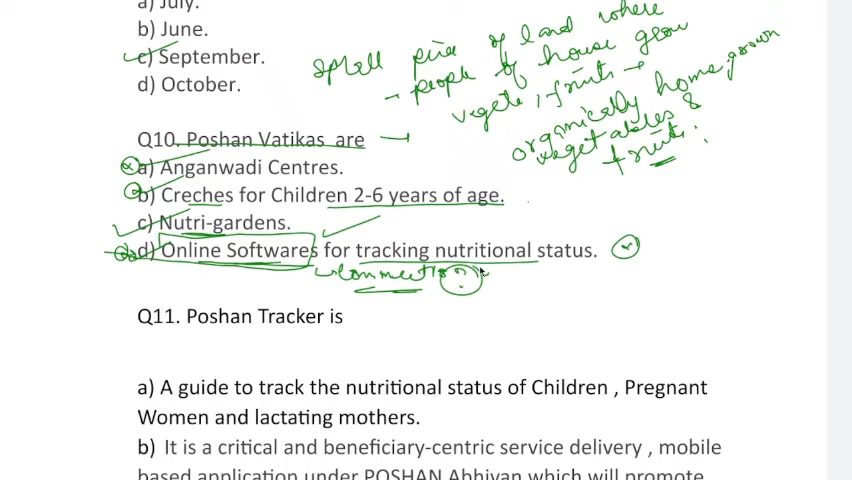 a) July.
b) June.
c) September.
d) October.
small piece of land where
people of house grow
vegete, fruits
organically home grown
vegetables &
fruits.
Q10. Poshan Vatikas are
a) Anganwadi Centres.
b) Creches for Children 2-6 years of age.
c) Nutri-gardens.
d) Online Softwares for tracking nutritional status.
?
Q11. Poshan Tracker is
a) A guide to track the nutritional status of Children , Pregnant
Women and lactating mothers.
b) It is a critical and beneficiary-centric service delivery , mobile
based application under POSHAN Abhiyan which will promote